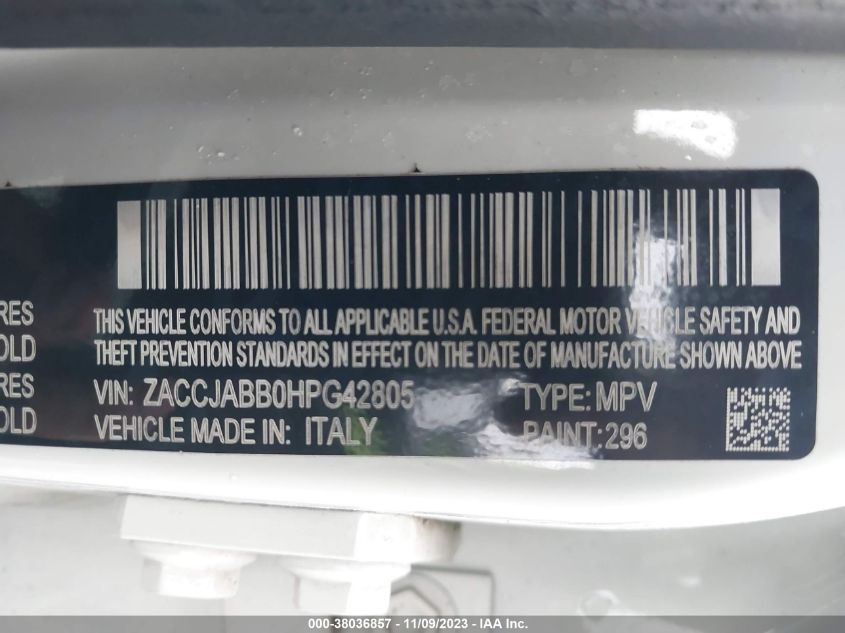 RES
OLD
RES
OLD
THIS VEHICLE CONFORMS TO ALL APPLICABLE U.S.A. FEDERAL MOTOR VEHICLE SAFETY AND
THEFT PREVENTION STANDARDS IN EFFECT ON THE DATE OF MANUFACTURE SHOWN ABOVE
VIN: ZACCJABB0HPG42805 TYPE: MPV
VEHICLE MADE IN: ITALY PAINT: 296
000-38036857 - 11/09/2023 - IAA Inc.